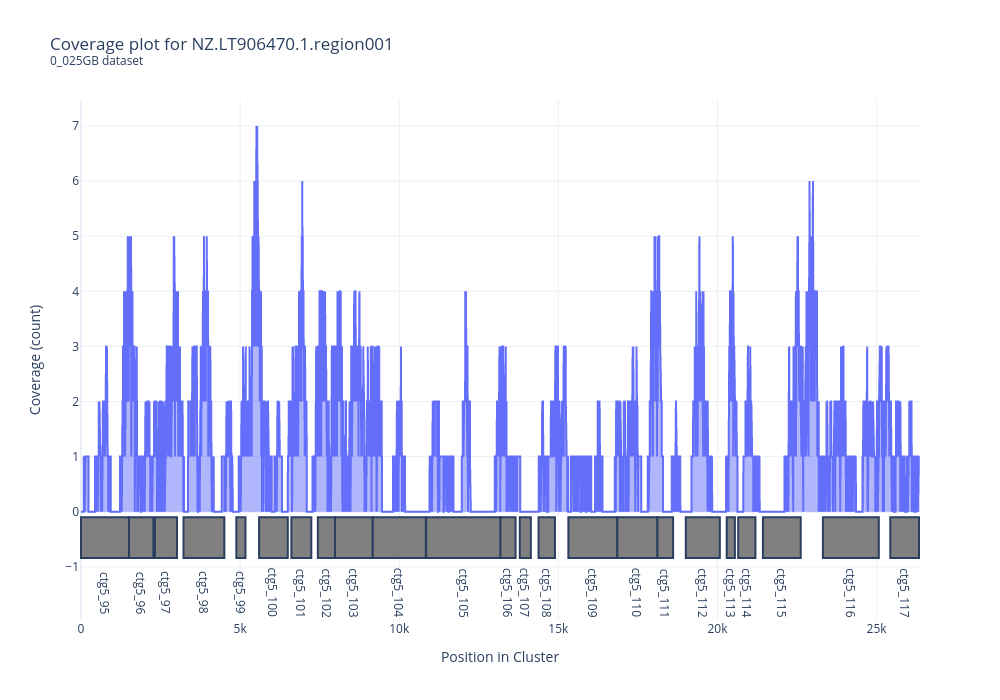 Coverage plot for NZ.LT906470.1.region001
0_025GB dataset
7
6
5
4
3
2
1
0
−1
Coverage (count)
ctg5_95
ctg5_96
ctg5_97
ctg5_98
ctg5_99
ctg5_100
ctg5_101
ctg5_102
ctg5_103
ctg5_104
ctg5_105
ctg5_106
ctg5_107
ctg5_108
ctg5_109
ctg5_110
ctg5_111
ctg5_112
ctg5_113
ctg5_114
ctg5_115
ctg5_116
ctg5_117
0
5k
10k
15k
20k
25k
Position in Cluster